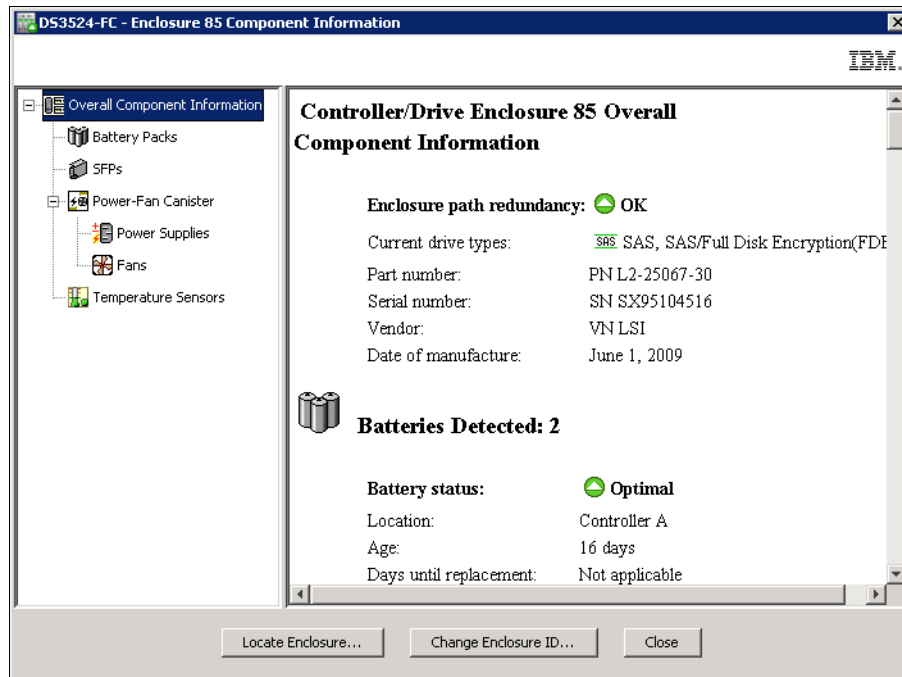 DS3524-FC - Enclosure 85 Component Information
IBM.
Overall Component Information
Battery Packs
SFPs
Power-Fan Canister
Power Supplies
Fans
Temperature Sensors
Controller/Drive Enclosure 85 Overall
Component Information
Enclosure path redundancy: OK
Current drive types: SAS SAS, SAS/Full Disk Encryption(FDE
Part number: PN L2-25067-30
Serial number: SN SX95104516
Vendor: VN LSI
Date of manufacture: June 1, 2009
Batteries Detected: 2
Battery status: Optimal
Location: Controller A
Age: 16 days
Days until replacement: Not applicable
Locate Enclosure... Change Enclosure ID... Close